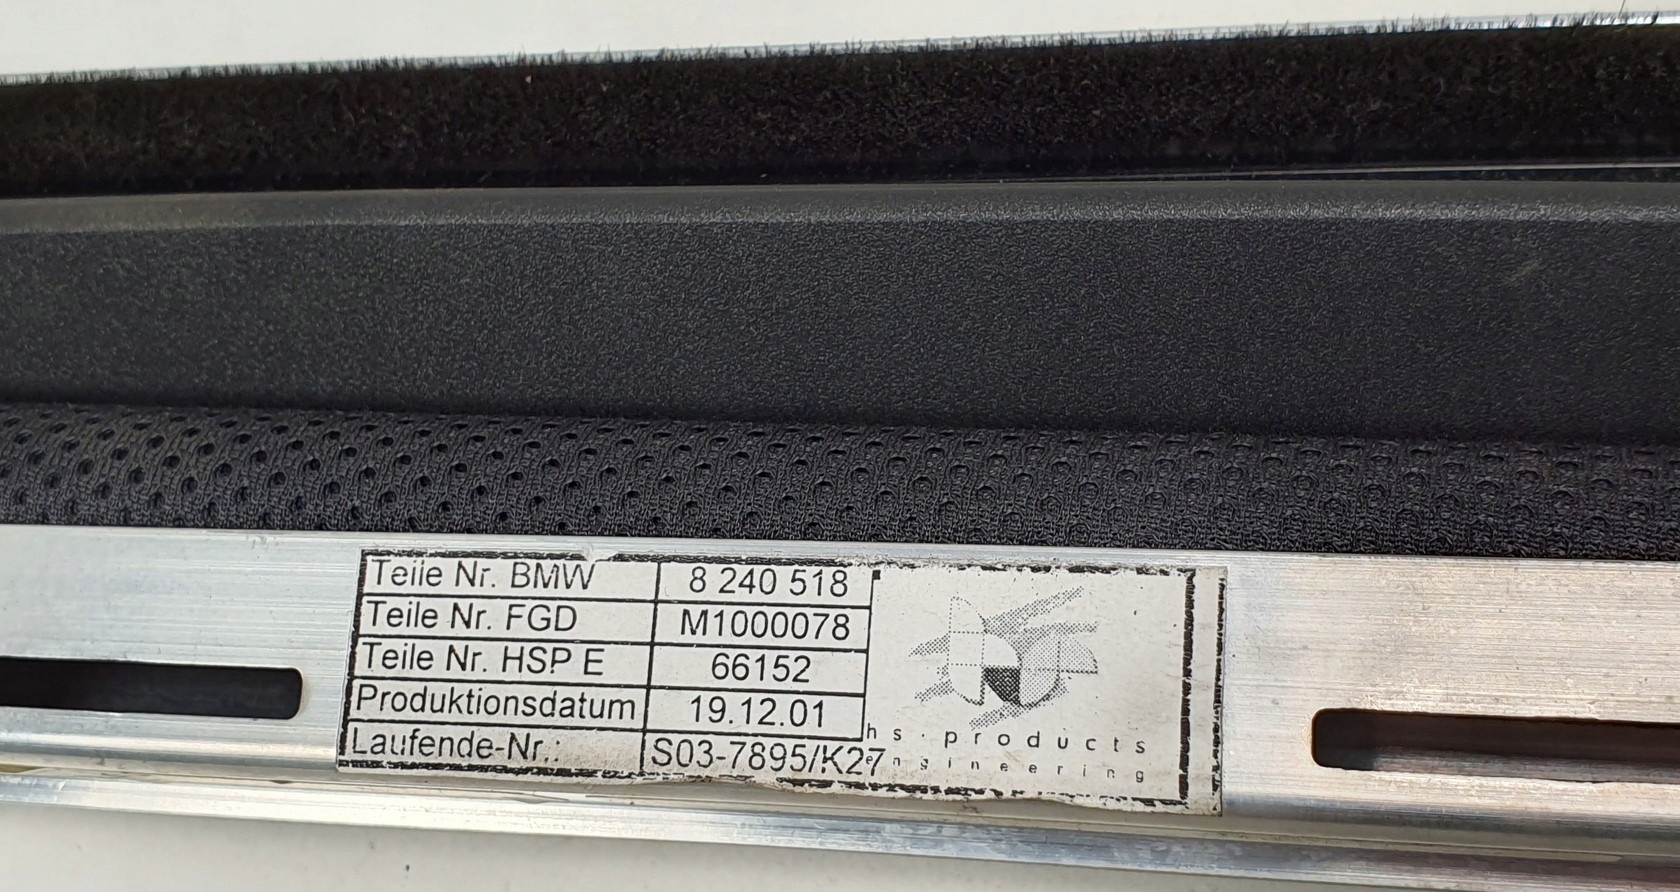 Teile Nr. BMW 8 240 518
Teile Nr. FGD M1000078
Teile Nr. HSP E 66152
Produktionsdatum 19.12.01
Laufende-Nr.: S03-7895/K27
hs·products
engineering